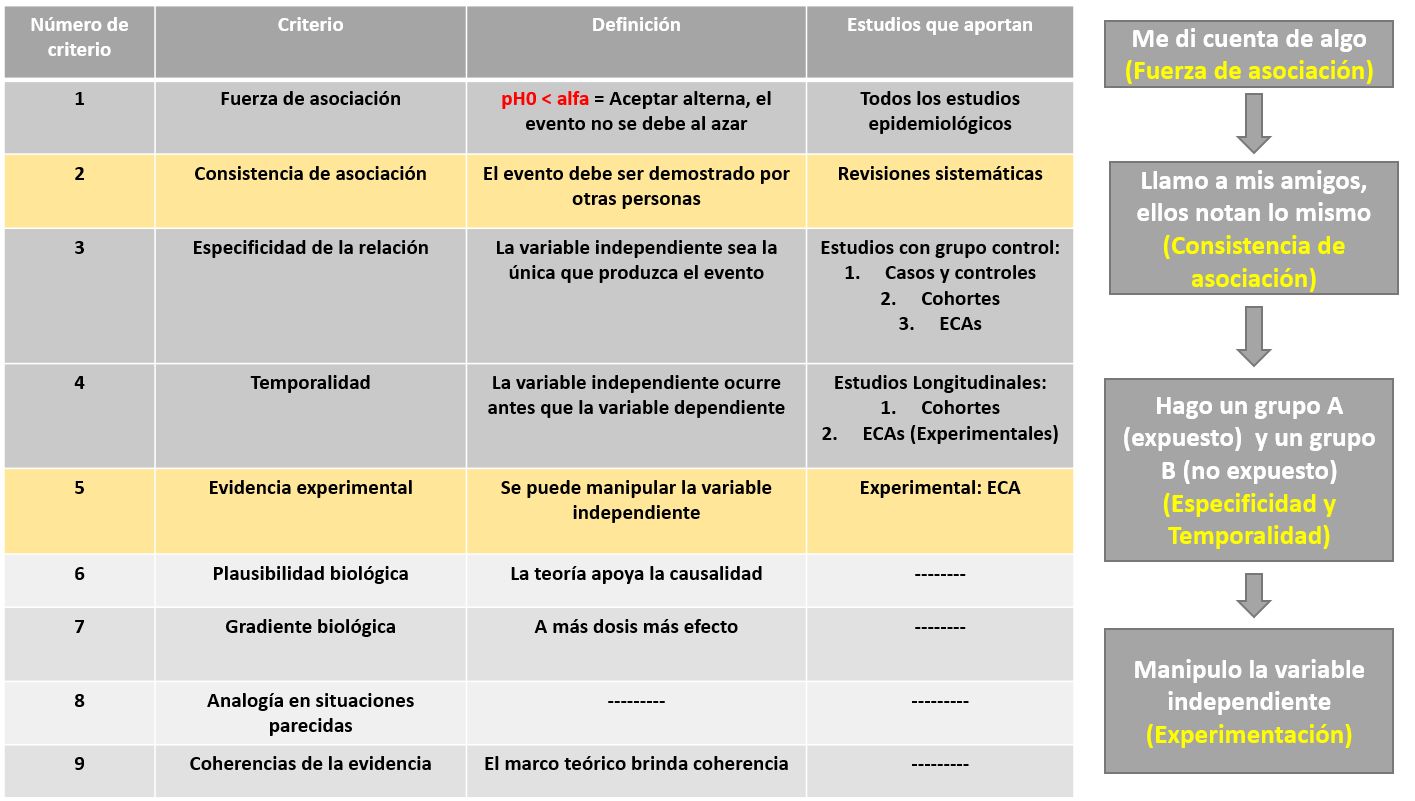 Número de
criterio
Criterio
Definición
Estudios que aportan
1
Fuerza de asociación
pH0 < alfa = Aceptar alterna, el
evento no se debe al azar
Todos los estudios
epidemiológicos
2
Consistencia de asociación
El evento debe ser demostrado por
otras personas
Revisiones sistemáticas
3
Especificidad de la relación
La variable independiente sea la
única que produzca el evento
Estudios con grupo control:
1. Casos y controles
2. Cohortes
3. ECAs
4
Temporalidad
La variable independiente ocurre
antes que la variable dependiente
Estudios Longitudinales:
1. Cohortes
2. ECAs (Experimentales)
5
Evidencia experimental
Se puede manipular la variable
independiente
Experimental: ECA
6
Plausibilidad biológica
La teoría apoya la causalidad
--------
7
Gradiente biológica
A más dosis más efecto
--------
8
Analogía en situaciones
parecidas
---------
---------
9
Coherencias de la evidencia
El marco teórico brinda coherencia
---------
Me di cuenta de algo
(Fuerza de asociación)
Llamo a mis amigos,
ellos notan lo mismo
(Consistencia de
asociación)
Hago un grupo A
(expuesto) y un grupo
B (no expuesto)
(Especificidad y
Temporalidad)
Manipulo la variable
independiente
(Experimentación)